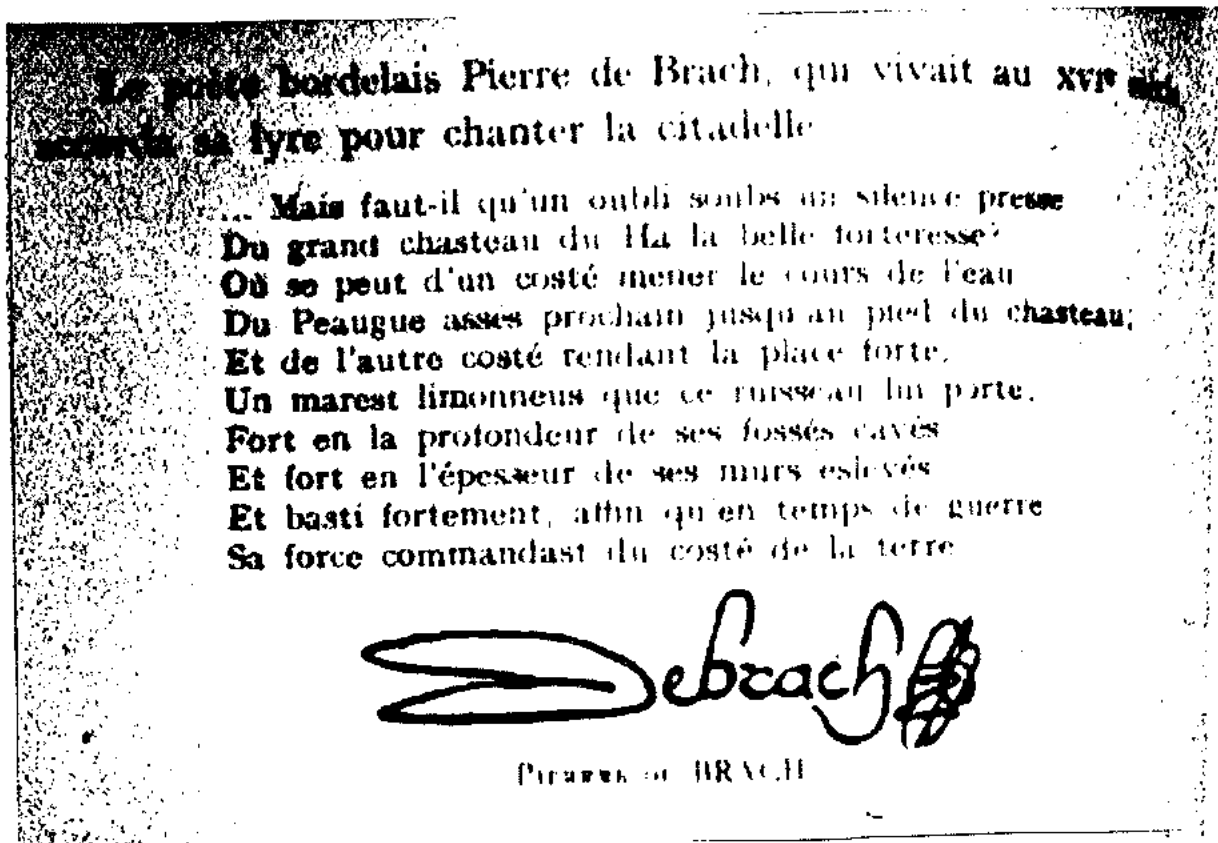 Le poète bordelais Pierre de Brach, qui vivait au XVIe
accorda sa lyre pour chanter la citadelle
... Mais faut-il qu'un oubli soubs un silence presse
Du grand chasteau du Ha la belle forteresse?
Où se peut d'un costé mener le cours de l'eau
Du Peaugue asses prochain jusqu'au pied du chasteau;
Et de l'autre costé rendant la place forte,
Un marest limonneus que ce ruisseau lui porte,
Fort en la profondeur de ses fossés cavés
Et fort en l'épesseur de ses murs eslevés
Et basti fortement, affin qu'en temps de guerre
Sa force commandast du costé de la terre
Debrach
PIERRE DE BRACH